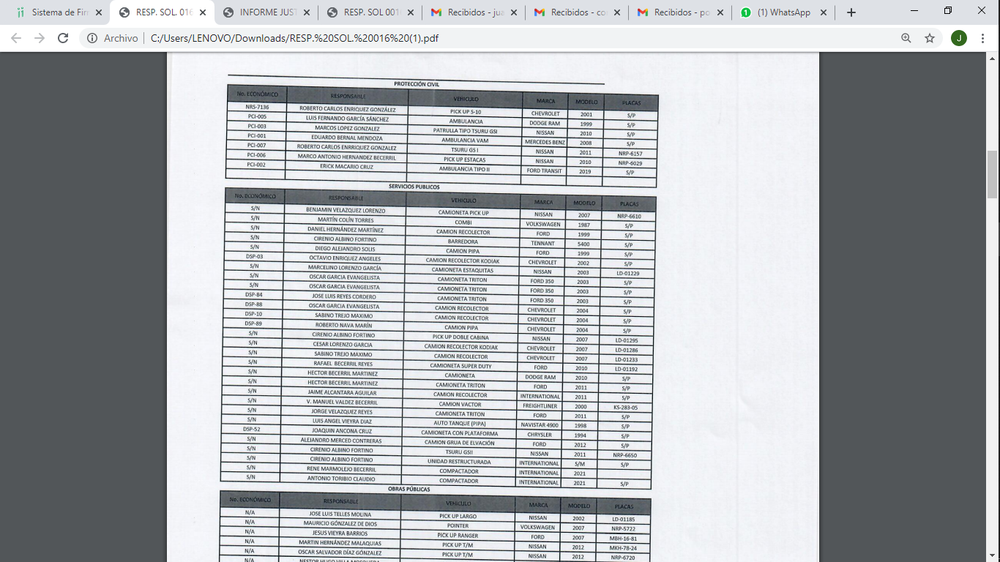 Sistema de Fir
RESP. SOL. 016
INFORME JUST
RESP. SOL 001
Recibidos - jua
Recibidos - co
Recibidos - po
(1) WhatsApp
Archivo C:/Users/LENOVO/Downloads/RESP.%20SOL.%20016%20(1).pdf
J
PROTECCIÓN CIVIL
No. ECONÓMICO RESPONSABLE VEHICULO MARCA MODELO PLACAS
NRS-7136 ROBERTO CARLOS ENRIQUEZ GONZÁLEZ PICK UP S-10 CHEVROLET 2001 S/P
PCI-005 LUIS FERNANDO GARCÍA SÁNCHEZ AMBULANCIA DODGE RAM 1999 S/P
PCI-003 MARCOS LOPEZ GONZALEZ PATRULLA TIPO TSURU GSI NISSAN 2010 S/P
PCI-001 EDUARDO BERNAL MENDOZA AMBULANCIA VAM MERCEDES BENZ 2008 S/P
PCI-007 ROBERTO CARLOS ENRRIQUEZ GONZALEZ TSURU GS I NISSAN 2011 NRP-6157
PCI-006 MARCO ANTONIO HERNANDEZ BECERRIL PICK UP ESTACAS NISSAN 2010 NRP-6029
PCI-002 ERICK MACARIO CRUZ AMBULANCIA TIPO II FORD TRANSIT 2019 S/P
SERVICIOS PUBLICOS
No. ECONÓMICO RESPONSABLE VEHICULO MARCA MODELO PLACAS
S/N BENJAMIN VELAZQUEZ LORENZO CAMIONETA PICK UP NISSAN 2007 NRP-6610
S/N MARTÍN COLÍN TORRES COMBI VOLKSWAGEN 1987 S/P
S/N DANIEL HERNÁNDEZ MARTÍNEZ CAMION RECOLECTOR FORD 1999 S/P
S/N CIRENIO ALBINO FORTINO BARREDORA TENNANT 5400 S/P
S/N DIEGO ALEJANDRO SOLIS CAMION PIPA FORD 1999 S/P
DSP-03 OCTAVIO ENRIQUEZ ANGELES CAMION RECOLECTOR KODIAK CHEVROLET 2002 S/P
S/N MARCELINO LORENZO GARCÍA CAMIONETA ESTAQUITAS NISSAN 2003 LD-01229
S/N OSCAR GARCIA EVANGELISTA CAMIONETA TRITON FORD 350 2003 S/P
S/N OSCAR GARCIA EVANGELISTA CAMIONETA TRITON FORD 350 2003 S/P
DSP-84 JOSE LUIS REYES CORDERO CAMIONETA TRITON FORD 350 2003 S/P
DSP-88 OSCAR GARCIA EVANGELISTA CAMION RECOLECTOR CHEVROLET 2004 S/P
DSP-10 SABINO TREJO MAXIMO CAMION RECOLECTOR CHEVROLET 2004 S/P
DSP-89 ROBERTO NAVA MARÍN CAMION PIPA CHEVROLET 2004 S/P
S/N CIRENIO ALBINO FORTINO PICK UP DOBLE CABINA NISSAN 2007 LD-01295
S/N CESAR LORENZO GARCIA CAMION RECOLECTOR KODIAK CHEVROLET 2007 LD-01286
S/N SABINO TREJO MAXIMO CAMION RECOLECTOR CHEVROLET 2007 LD-01233
S/N RAFAEL BECERRIL REYES CAMIONETA SUPER DUTY FORD 2010 LD-01192
S/N HECTOR BECERRIL MARTINEZ CAMIONETA DODGE RAM 2010 S/P
S/N HECTOR BECERRIL MARTINEZ CAMIONETA TRITON FORD 2011 S/P
S/N JAIME ALCANTARA AGUILAR CAMION RECOLECTOR INTERNATIONAL 2011 S/P
S/N V. MANUEL VALDEZ BECERRIL CAMION VACTOR FREIGHTLINER 2000 KS-283-05
S/N JORGE VELAZQUEZ REYES CAMIONETA TRITON FORD 2011 S/P
S/N LUIS ANGEL VIEYRA DIAZ AUTO TANQUE (PIPA) NAVISTAR 4900 1998 S/P
DSP-52 JOAQUIN ANCONA CRUZ CAMIONETA CON PLATAFORMA CHRYSLER 1994 S/P
S/N ALEJANDRO MERCED CONTRERAS CAMION GRUA DE ELVACIÓN FORD 2012 S/P
S/N CIRENIO ALBINO FORTINO TSURU GSII NISSAN 2011 NRP-6650
S/N CIRENIO ALBINO FORTINO UNIDAD RESTRUCTURADA INTERNATIONAL S/M S/P
S/N RENE MARMOLEJO BECERRIL COMPACTADOR INTERNATIONAL 2021
S/N ANTONIO TORIBIO CLAUDIO COMPACTADOR INTERNATIONAL 2021 S/P
OBRAS PÚBLICAS
No. ECONÓMICO RESPONSABLE VEHICULO MARCA MODELO PLACAS
N/A JOSE LUIS TELLES MOLINA PICK UP LARGO NISSAN 2002 LD-01185
N/A MAURICIO GÓNZALEZ DE DIOS POINTER VOLKSWAGEN 2007 NRP-5722
N/A JESUS VIEYRA BARRIOS PICK UP RANGER FORD 2007 MBH-16-81
N/A MARTIN HERNÁNDEZ MALAQUIAS PICK UP T/M NISSAN 2012 MKH-78-24
N/A OSCAR SALVADOR DÍAZ GÓNZALEZ PICK UP T/M NISSAN 2012 NRP-6720
N/A